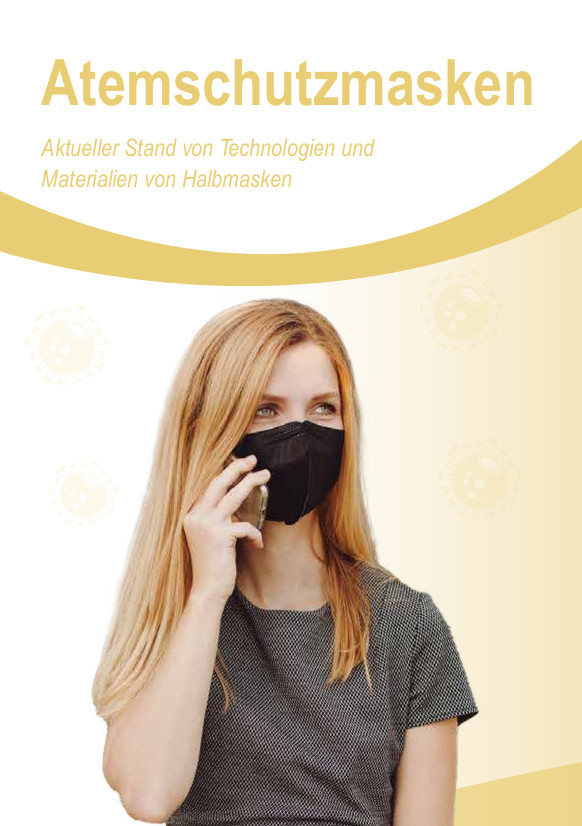 Atemschutzmasken
Aktueller Stand von Technologien und
Materialien von Halbmasken